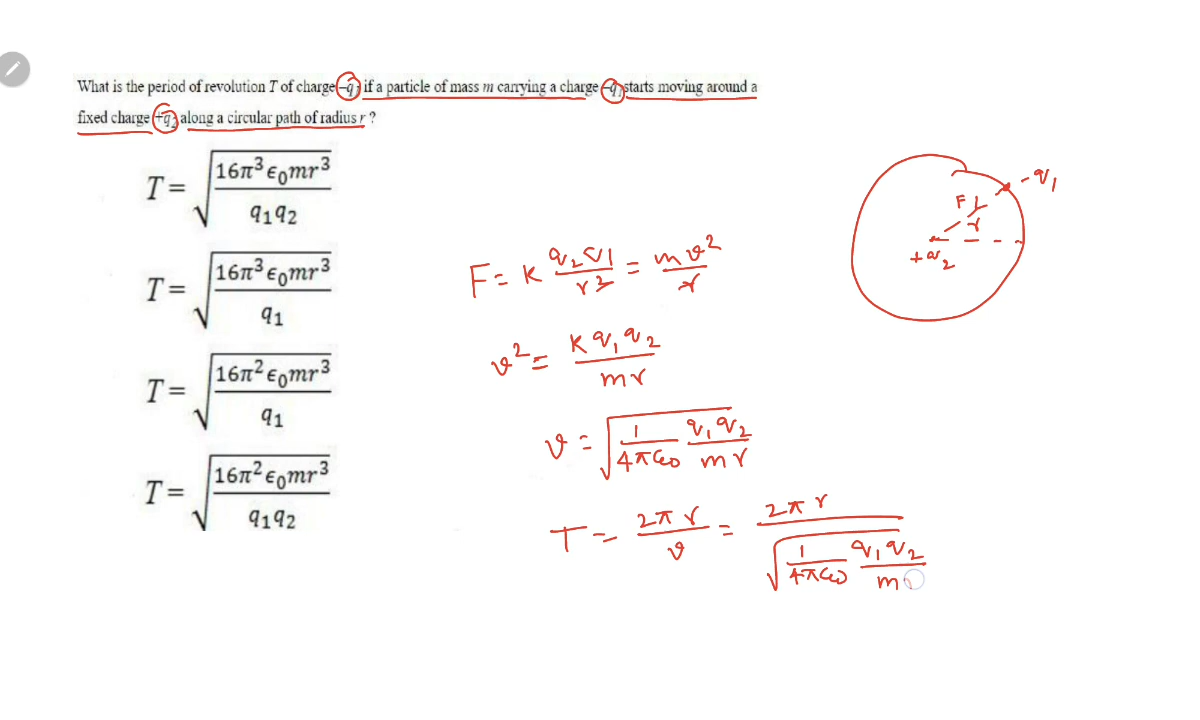 What is the period of revolution T of charge -q₁ if a particle of mass m carrying a charge -q₁ starts moving around a
fixed charge +q₂ along a circular path of radius r ?
T = √(16π³ϵ₀mr³ / q₁q₂)
T = √(16π³ϵ₀mr³ / q₁)
T = √(16π²ϵ₀mr³ / q₁)
T = √(16π²ϵ₀mr³ / q₁q₂)
-q₁
F
r
+q₂
F = K q₂q₁ / r² = mv² / r
v² = Kq₁q₂ / mr
v = √(1 / 4πϵ₀ q₁q₂ / mr)
T = 2πr / v = 2πr / √(1 / 4πϵ₀ q₁q₂ / m